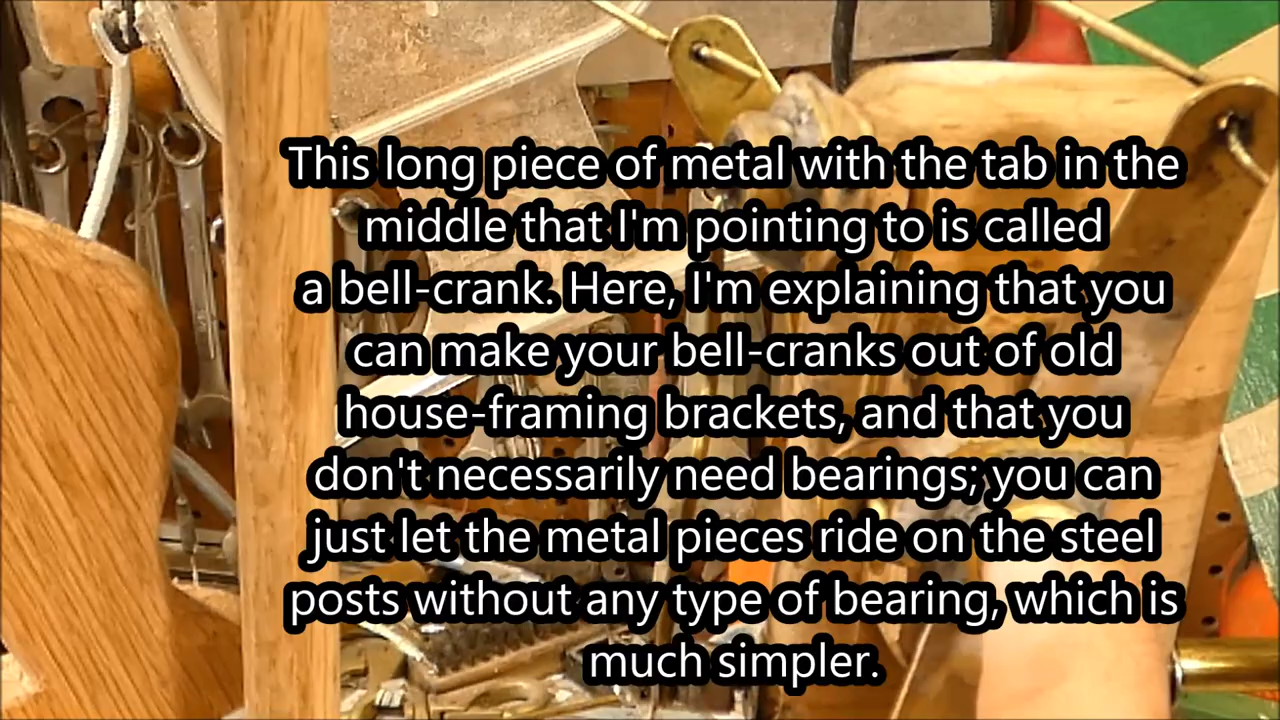 This long piece of metal with the tab in the
middle that I'm pointing to is called
a bell-crank. Here, I'm explaining that you
can make your bell-cranks out of old
house-framing brackets, and that you
don't necessarily need bearings; you can
just let the metal pieces ride on the steel
posts without any type of bearing, which is
much simpler.